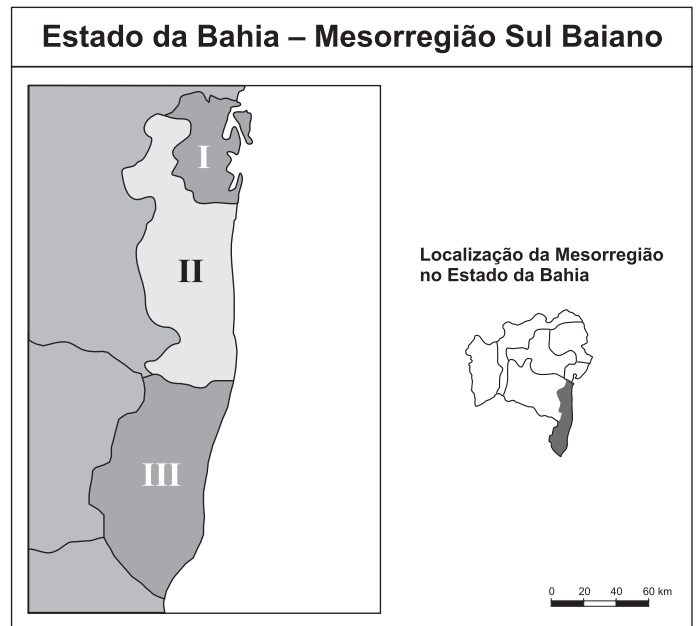 Estado da Bahia – Mesorregião Sul Baiano
I
II
III
Localização da Mesorregião
no Estado da Bahia
0 20 40 60 km